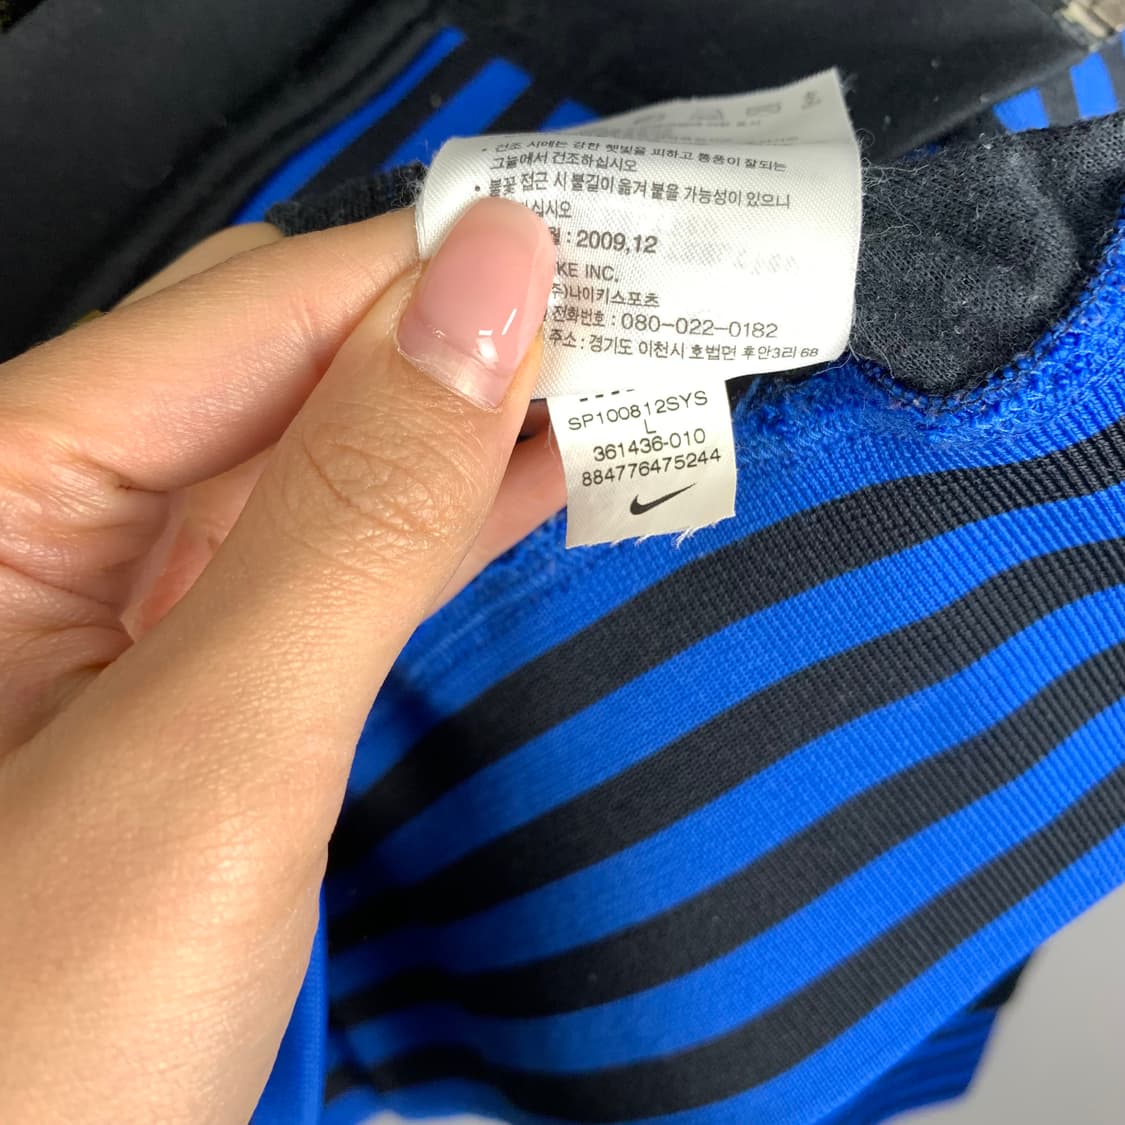 • 건조 시에는 강한 햇빛을 피하고 통풍이 잘되는
그늘에서 건조하십시오
• 불꽃 접근 시 불길이 옮겨 붙을 가능성이 있으니
십시오
월 : 2009,12
KE INC.
주)나이키스포츠
전화번호 : 080-022-0182
주소 : 경기도 이천시 호법면 후안3리 68
SP100812SYS
L
361436-010
884776475244